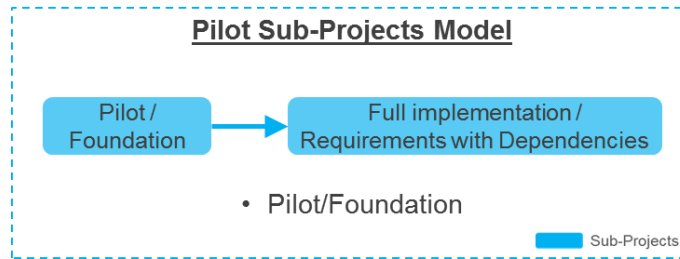 Pilot Sub-Projects Model
Pilot /
Foundation
Full implementation /
Requirements with Dependencies
• Pilot/Foundation
Sub-Projects